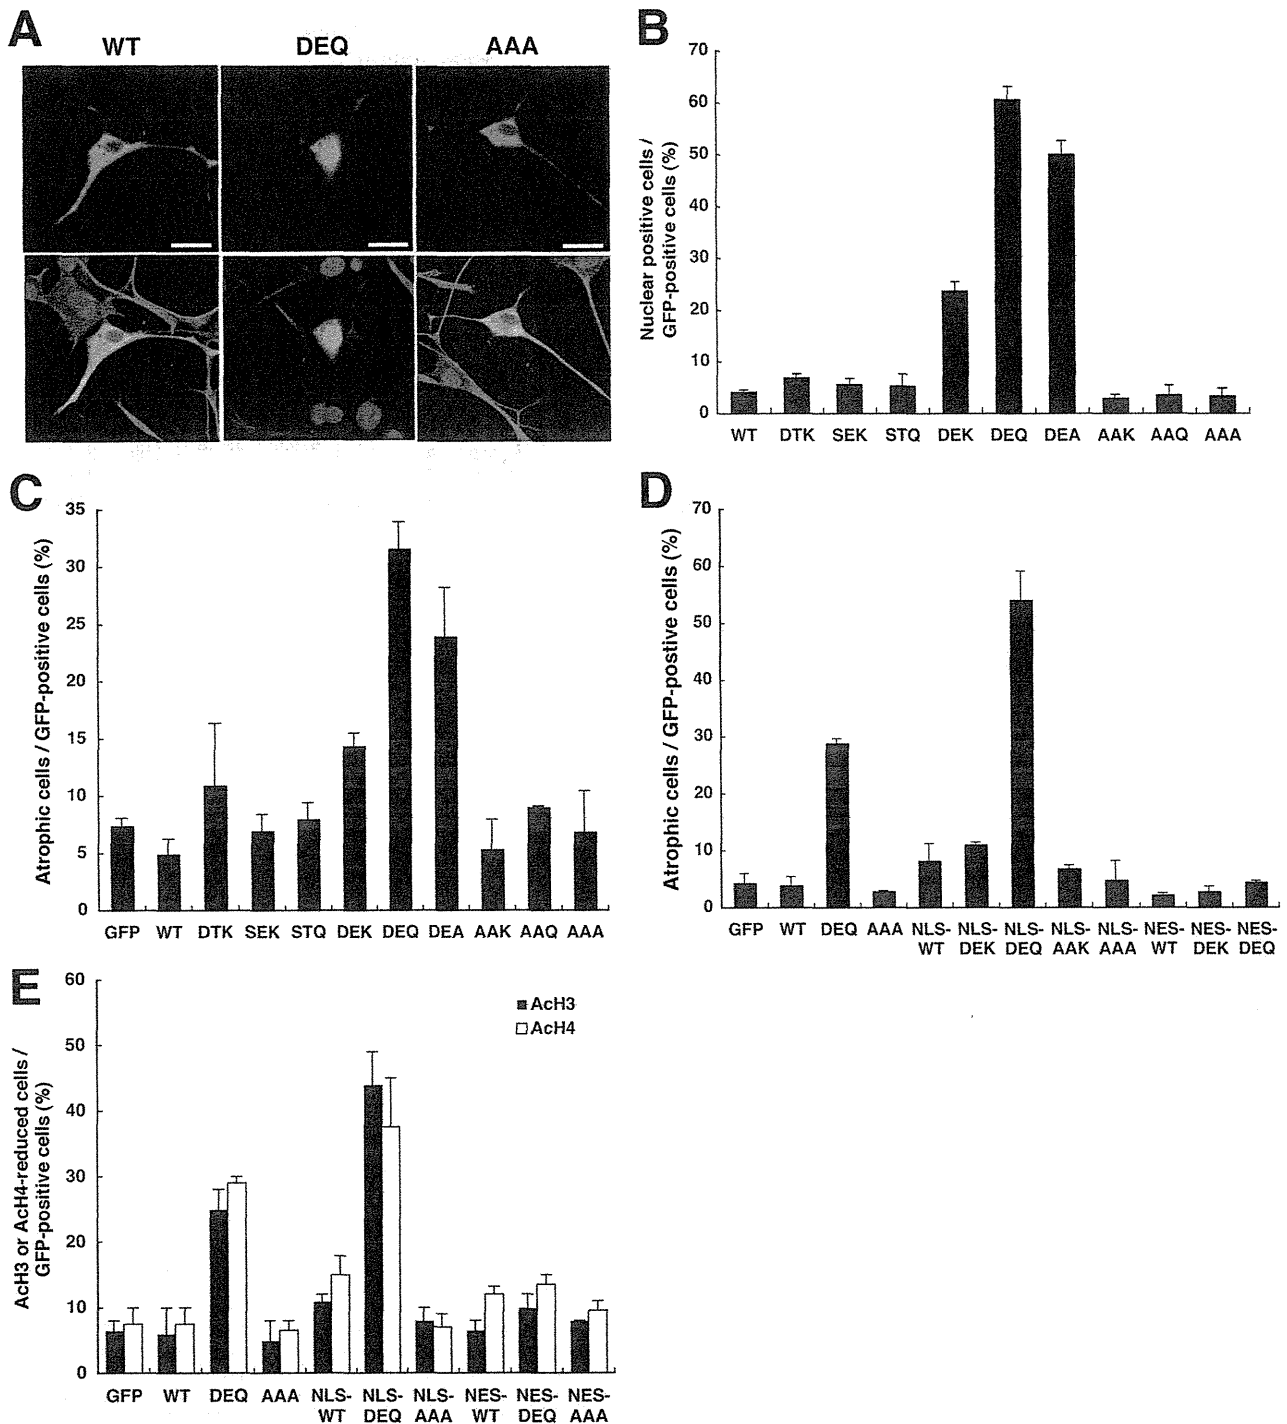 A
WT DEQ AAA
B
Nuclear positive cells /
GFP-positive cells (%)
70
60
50
40
30
20
10
0
WT DTK SEK STQ DEK DEQ DEA AAK AAQ AAA
C
Atrophic cells / GFP-positive cells (%)
35
30
25
20
15
10
5
0
GFP WT DTK SEK STQ DEK DEQ DEA AAK AAQ AAA
D
Atrophic cells / GFP-postive cells (%)
70
60
50
40
30
20
10
0
GFP WT DEQ AAA NLS- NLS- NLS- NLS- NLS- NES- NES- NES-
WT DEK DEQ AAK AAA WT DEK DEQ
E
AcH3 or AcH4-reduced cells /
GFP-positive cells (%)
60
50
40
30
20
10
0
AcH3
AcH4
GFP WT DEQ AAA NLS- NLS- NLS- NES- NES- NES-
WT DEQ AAA WT DEQ AAA